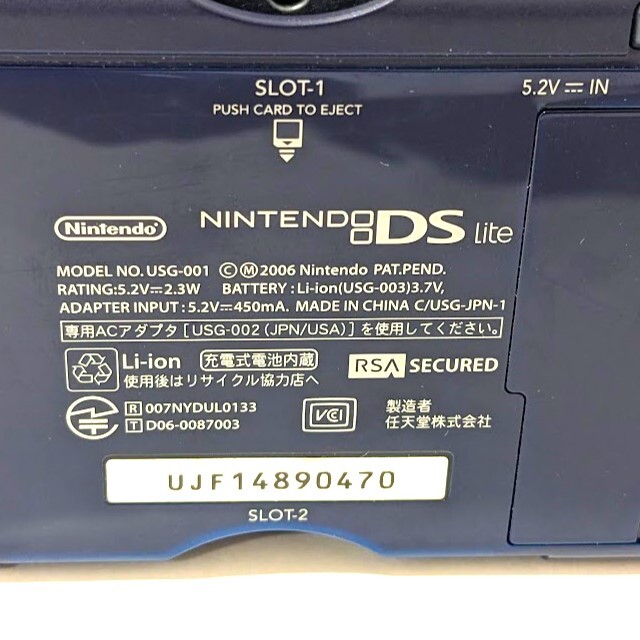 SLOT-1
PUSH CARD TO EJECT
5.2V⎓IN
Nintendo
NINTENDO DS Lite
MODEL NO. USG-001 ©Ⓜ2006 Nintendo PAT.PEND.
RATING:5.2V⎓2.3W BATTERY : Li-ion(USG-003)3.7V,
ADAPTER INPUT : 5.2V⎓450mA. MADE IN CHINA C/USG-JPN-1
専用ACアダプタ［USG-002 (JPN/USA)］を使用してください。
Li-ion 充電式電池内蔵
使用後はリサイクル協力店へ
RSA SECURED
R 007NYDUL0133
T D06-0087003
VCCI
製造者
任天堂株式会社
UJF14890470
SLOT-2